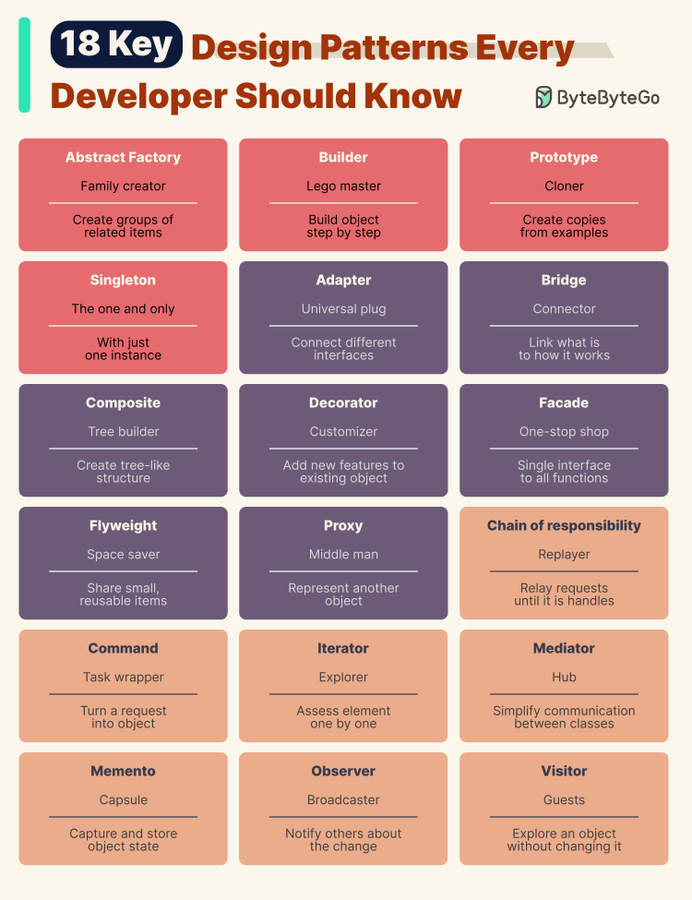 18 Key Design Patterns Every
Developer Should Know
ByteByteGo
Abstract Factory
Family creator
Create groups of
related items
Builder
Lego master
Build object
step by step
Prototype
Cloner
Create copies
from examples
Singleton
The one and only
With just
one instance
Adapter
Universal plug
Connect different
interfaces
Bridge
Connector
Link what is
to how it works
Composite
Tree builder
Create tree-like
structure
Decorator
Customizer
Add new features to
existing object
Facade
One-stop shop
Single interface
to all functions
Flyweight
Space saver
Share small,
reusable items
Proxy
Middle man
Represent another
object
Chain of responsibility
Replayer
Relay requests
until it is handles
Command
Task wrapper
Turn a request
into object
Iterator
Explorer
Assess element
one by one
Mediator
Hub
Simplify communication
between classes
Memento
Capsule
Capture and store
object state
Observer
Broadcaster
Notify others about
the change
Visitor
Guests
Explore an object
without changing it